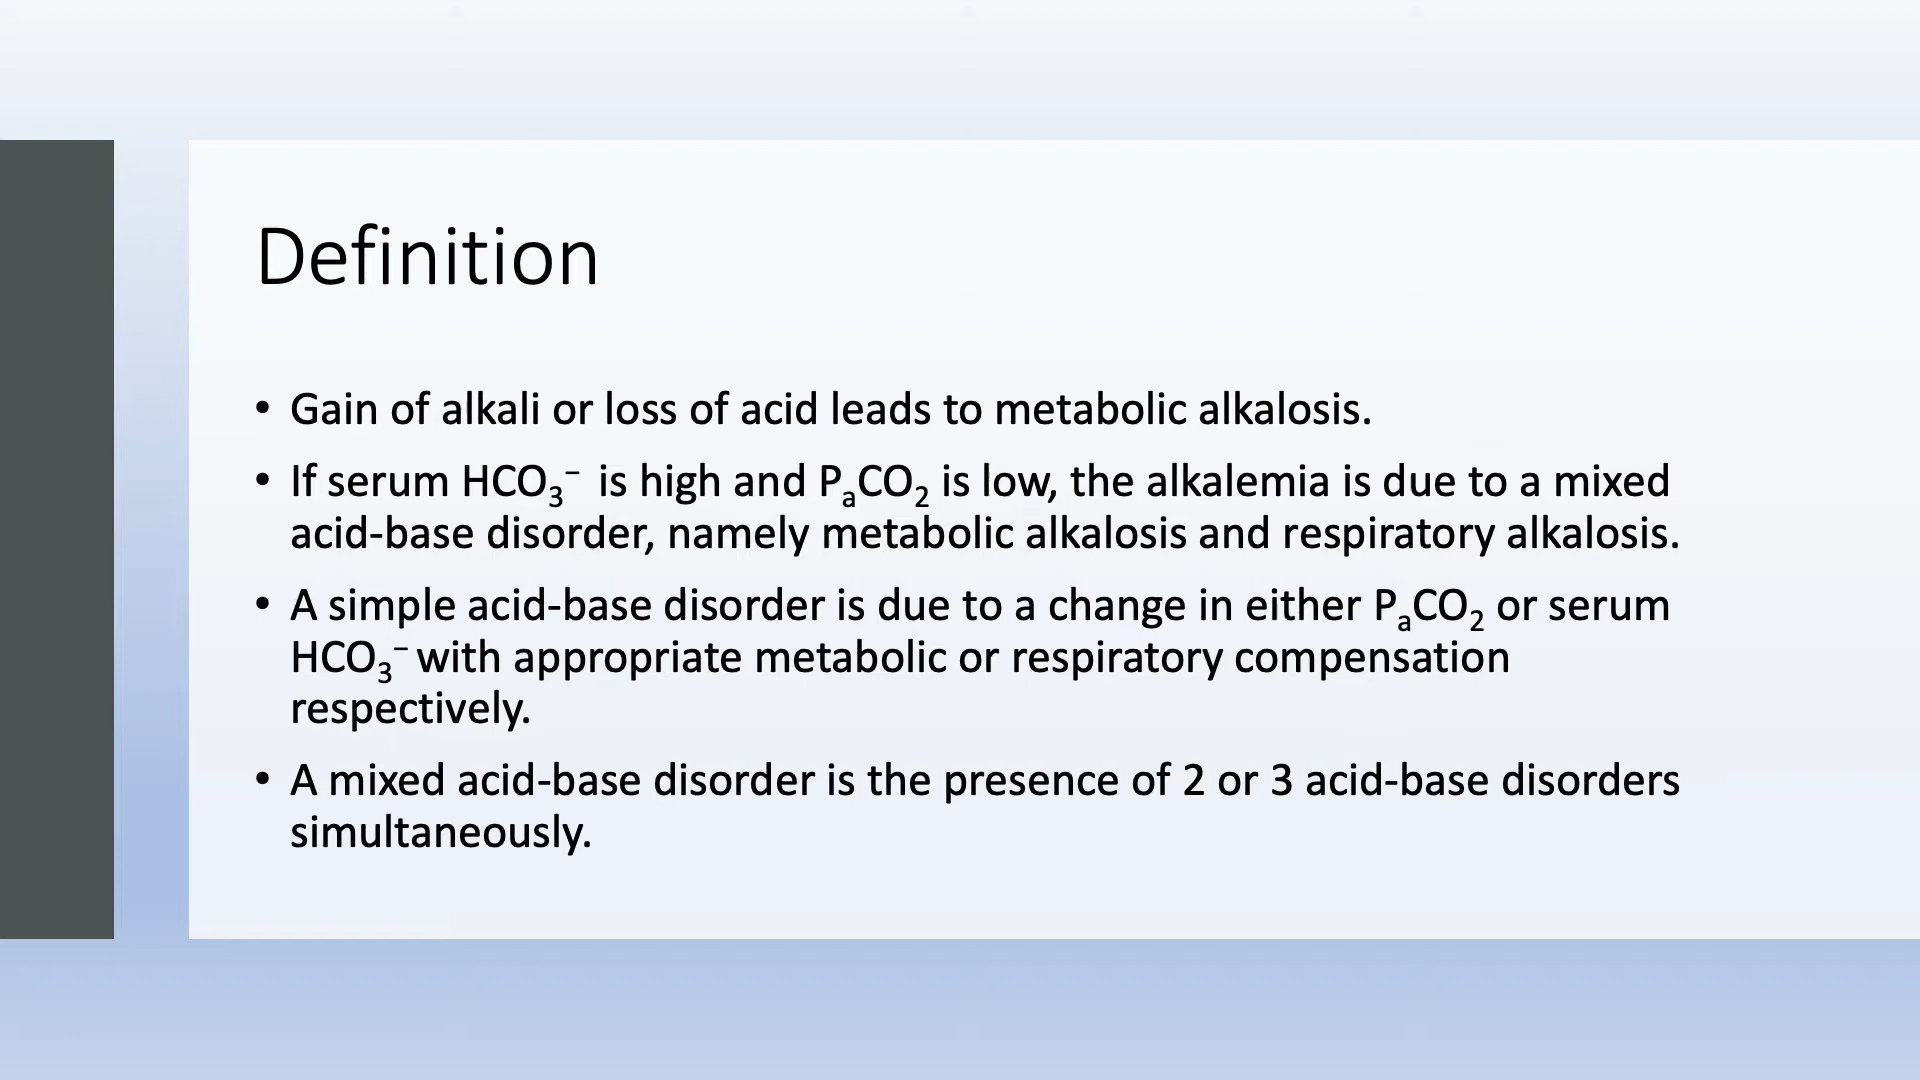 Definition
• Gain of alkali or loss of acid leads to metabolic alkalosis.
• If serum HCO₃⁻ is high and PₐCO₂ is low, the alkalemia is due to a mixed
acid-base disorder, namely metabolic alkalosis and respiratory alkalosis.
• A simple acid-base disorder is due to a change in either PₐCO₂ or serum
HCO₃⁻ with appropriate metabolic or respiratory compensation
respectively.
• A mixed acid-base disorder is the presence of 2 or 3 acid-base disorders
simultaneously.